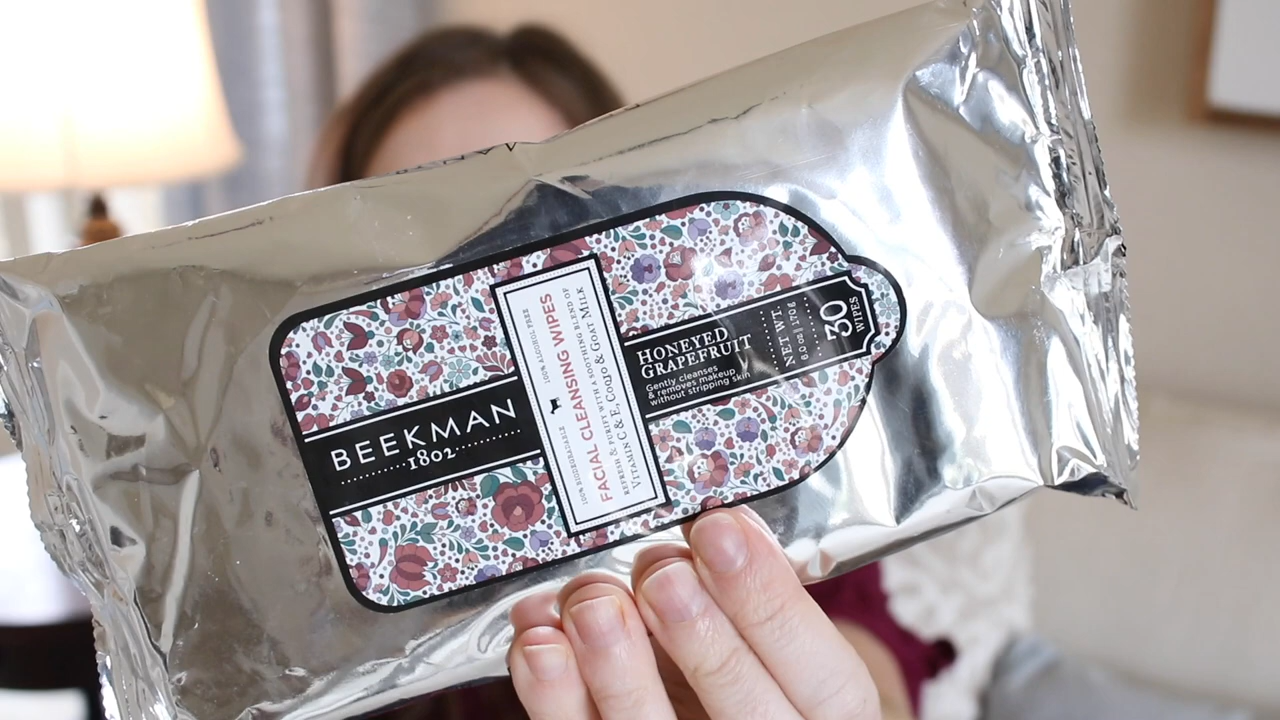 BEEKMAN
1802
100% BIODEGRADABLE 100% ALCOHOL FREE
FACIAL CLEANSING WIPES
REFRESH & PURIFY WITH A SOOTHING BLEND OF
VITAMIN C & E, COQ10 & GOAT MILK
HONEYED
GRAPEFRUIT
Gently cleanses
& removes makeup
without stripping skin
NET WT.
6.0 oz | 170g
30
WIPES